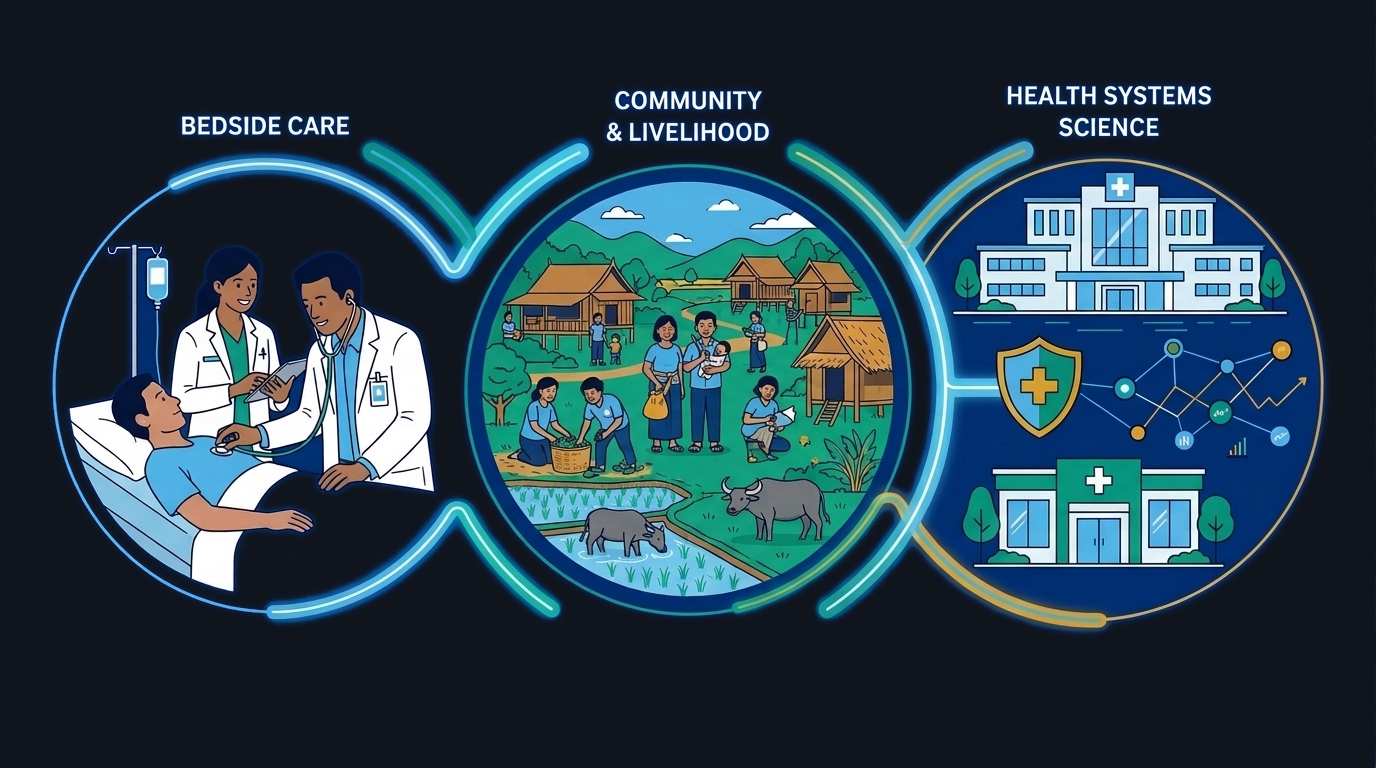 BEDSIDE CARE
COMMUNITY
& LIVELIHOOD
HEALTH SYSTEMS
SCIENCE